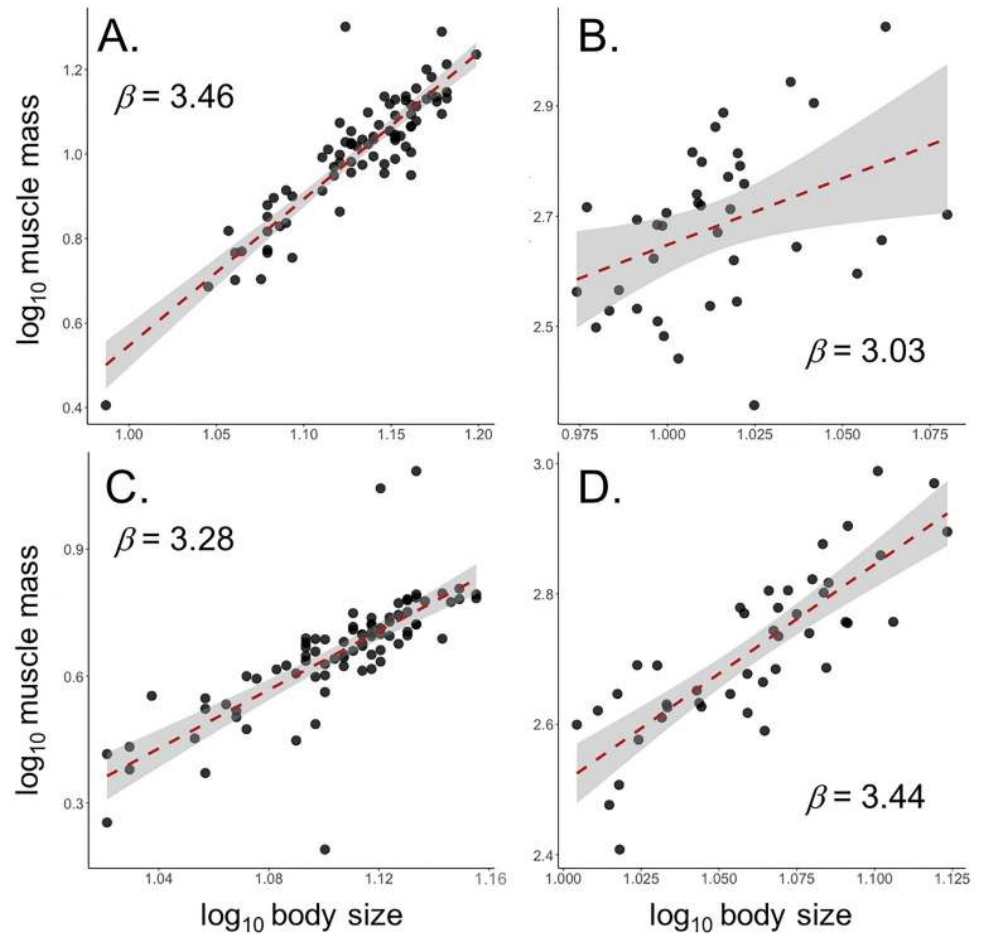 A.
β = 3.46
log10 muscle mass
1.2
1.0
0.8
0.6
0.4
1.00
1.05
1.10
1.15
1.20
B.
β = 3.03
2.9
2.7
2.5
0.975
1.000
1.025
1.050
1.075
C.
β = 3.28
log10 muscle mass
0.9
0.6
0.3
1.04
1.08
1.12
1.16
log10 body size
D.
β = 3.44
3.0
2.8
2.6
2.4
1.000
1.025
1.050
1.075
1.100
1.125
log10 body size